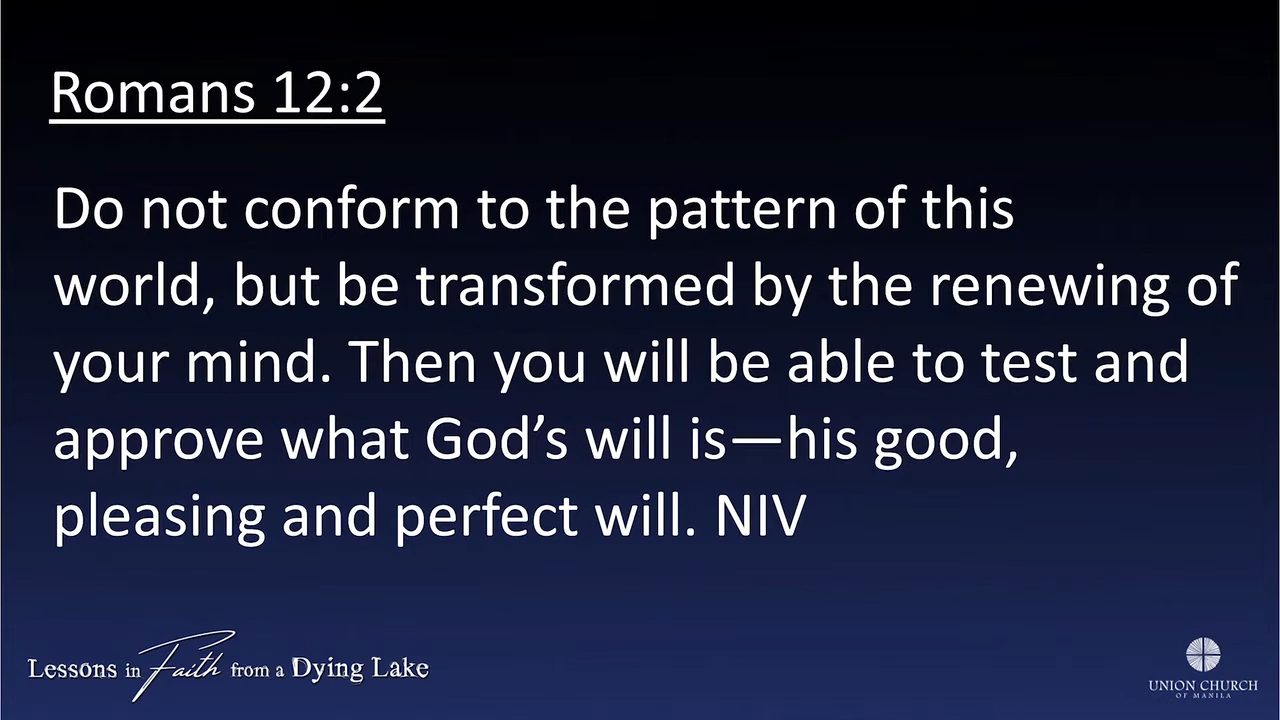 Romans 12:2
Do not conform to the pattern of this
world, but be transformed by the renewing of
your mind. Then you will be able to test and
approve what God’s will is—his good,
pleasing and perfect will. NIV
Lessons in Faith from a Dying Lake
UNION CHURCH
OF MANILA